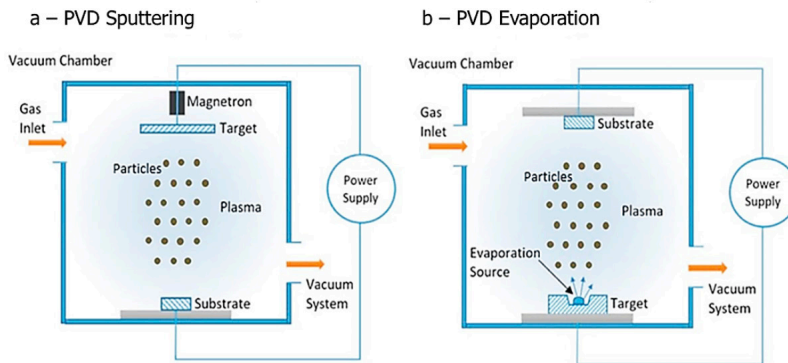 a – PVD Sputtering
Vacuum Chamber
Magnetron
Gas
Inlet
Target
Particles
Plasma
Power
Supply
Substrate
Vacuum
System
b – PVD Evaporation
Vacuum Chamber
Gas
Inlet
Substrate
Particles
Plasma
Power
Supply
Evaporation
Source
Target
Vacuum
System